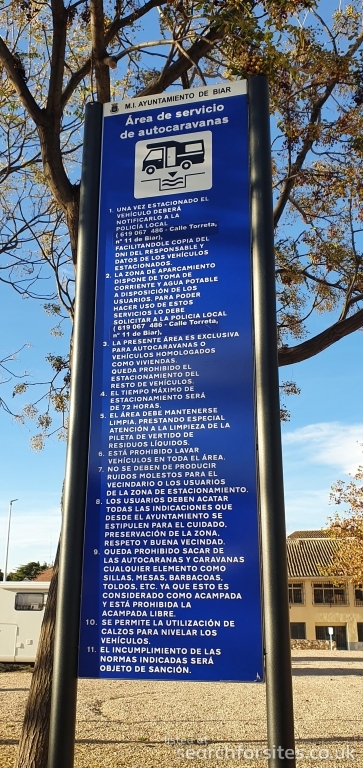 M.I. AYUNTAMIENTO DE BIAR
Área de servicio
de autocaravanas
1. UNA VEZ ESTACIONADO EL
VEHÍCULO DEBERÁ
NOTIFICARLO A LA
POLICÍA LOCAL
( 619 067 486 - Calle Torreta,
nº 11 de Biar),
FACILITANDOLE COPIA DEL
DNI DEL RESPONSABLE Y
DATOS DE LOS VEHÍCULOS
ESTACIONADOS.
2. LA ZONA DE APARCAMIENTO
DISPONE DE TOMA DE
CORRIENTE Y AGUA POTABLE
A DISPOSICIÓN DE LOS
USUARIOS. PARA PODER
HACER USO DE ESTOS
SERVICIOS LO DEBE
SOLICITAR A LA POLICIA LOCAL
( 619 067 486 - Calle Torreta,
nº 11 de Biar),
3. LA PRESENTE ÁREA ES EXCLUSIVA
PARA AUTOCARAVANAS O
VEHÍCULOS HOMOLOGADOS
COMO VIVIENDAS.
QUEDA PROHIBIDO EL
ESTACIONAMIENTO DEL
RESTO DE VEHÍCULOS.
4. EL TIEMPO MÁXIMO DE
ESTACIONAMIENTO SERÁ
DE 72 HORAS.
5. EL ÁREA DEBE MANTENERSE
LIMPIA, PRESTANDO ESPECIAL
ATENCIÓN A LA LIMPIEZA DE LA
PILETA DE VERTIDO DE
RESIDUOS LÍQUIDOS.
6. ESTÁ PROHIBIDO LAVAR
VEHÍCULOS EN TODA EL ÁREA.
7. NO SE DEBEN DE PRODUCIR
RUIDOS MOLESTOS PARA EL
VECINDARIO O LOS USUARIOS
DE LA ZONA DE ESTACIONAMIENTO.
8. LOS USUARIOS DEBEN ACATAR
TODAS LAS INDICACIONES QUE
DESDE EL AYUNTAMIENTO SE
ESTIPULEN PARA EL CUIDADO,
PRESERVACIÓN DE LA ZONA,
RESPETO Y BUENA VECINDAD.
9. QUEDA PROHIBIDO SACAR DE
LAS AUTOCARANAS Y CARAVANAS
CUALQUIER ELEMENTO COMO
SILLAS, MESAS, BARBACOAS,
TOLDOS, ETC. YA QUE ESTO ES
CONSIDERADO COMO ACAMPADA
Y ESTÁ PROHIBIDA LA
ACAMPADA LIBRE.
10. SE PERMITE LA UTILIZACIÓN DE
CALZOS PARA NIVELAR LOS
VEHÍCULOS.
11. EL INCUMPLIMIENTO DE LAS
NORMAS INDICADAS SERÁ
OBJETO DE SANCIÓN.
searchforsites.co.uk